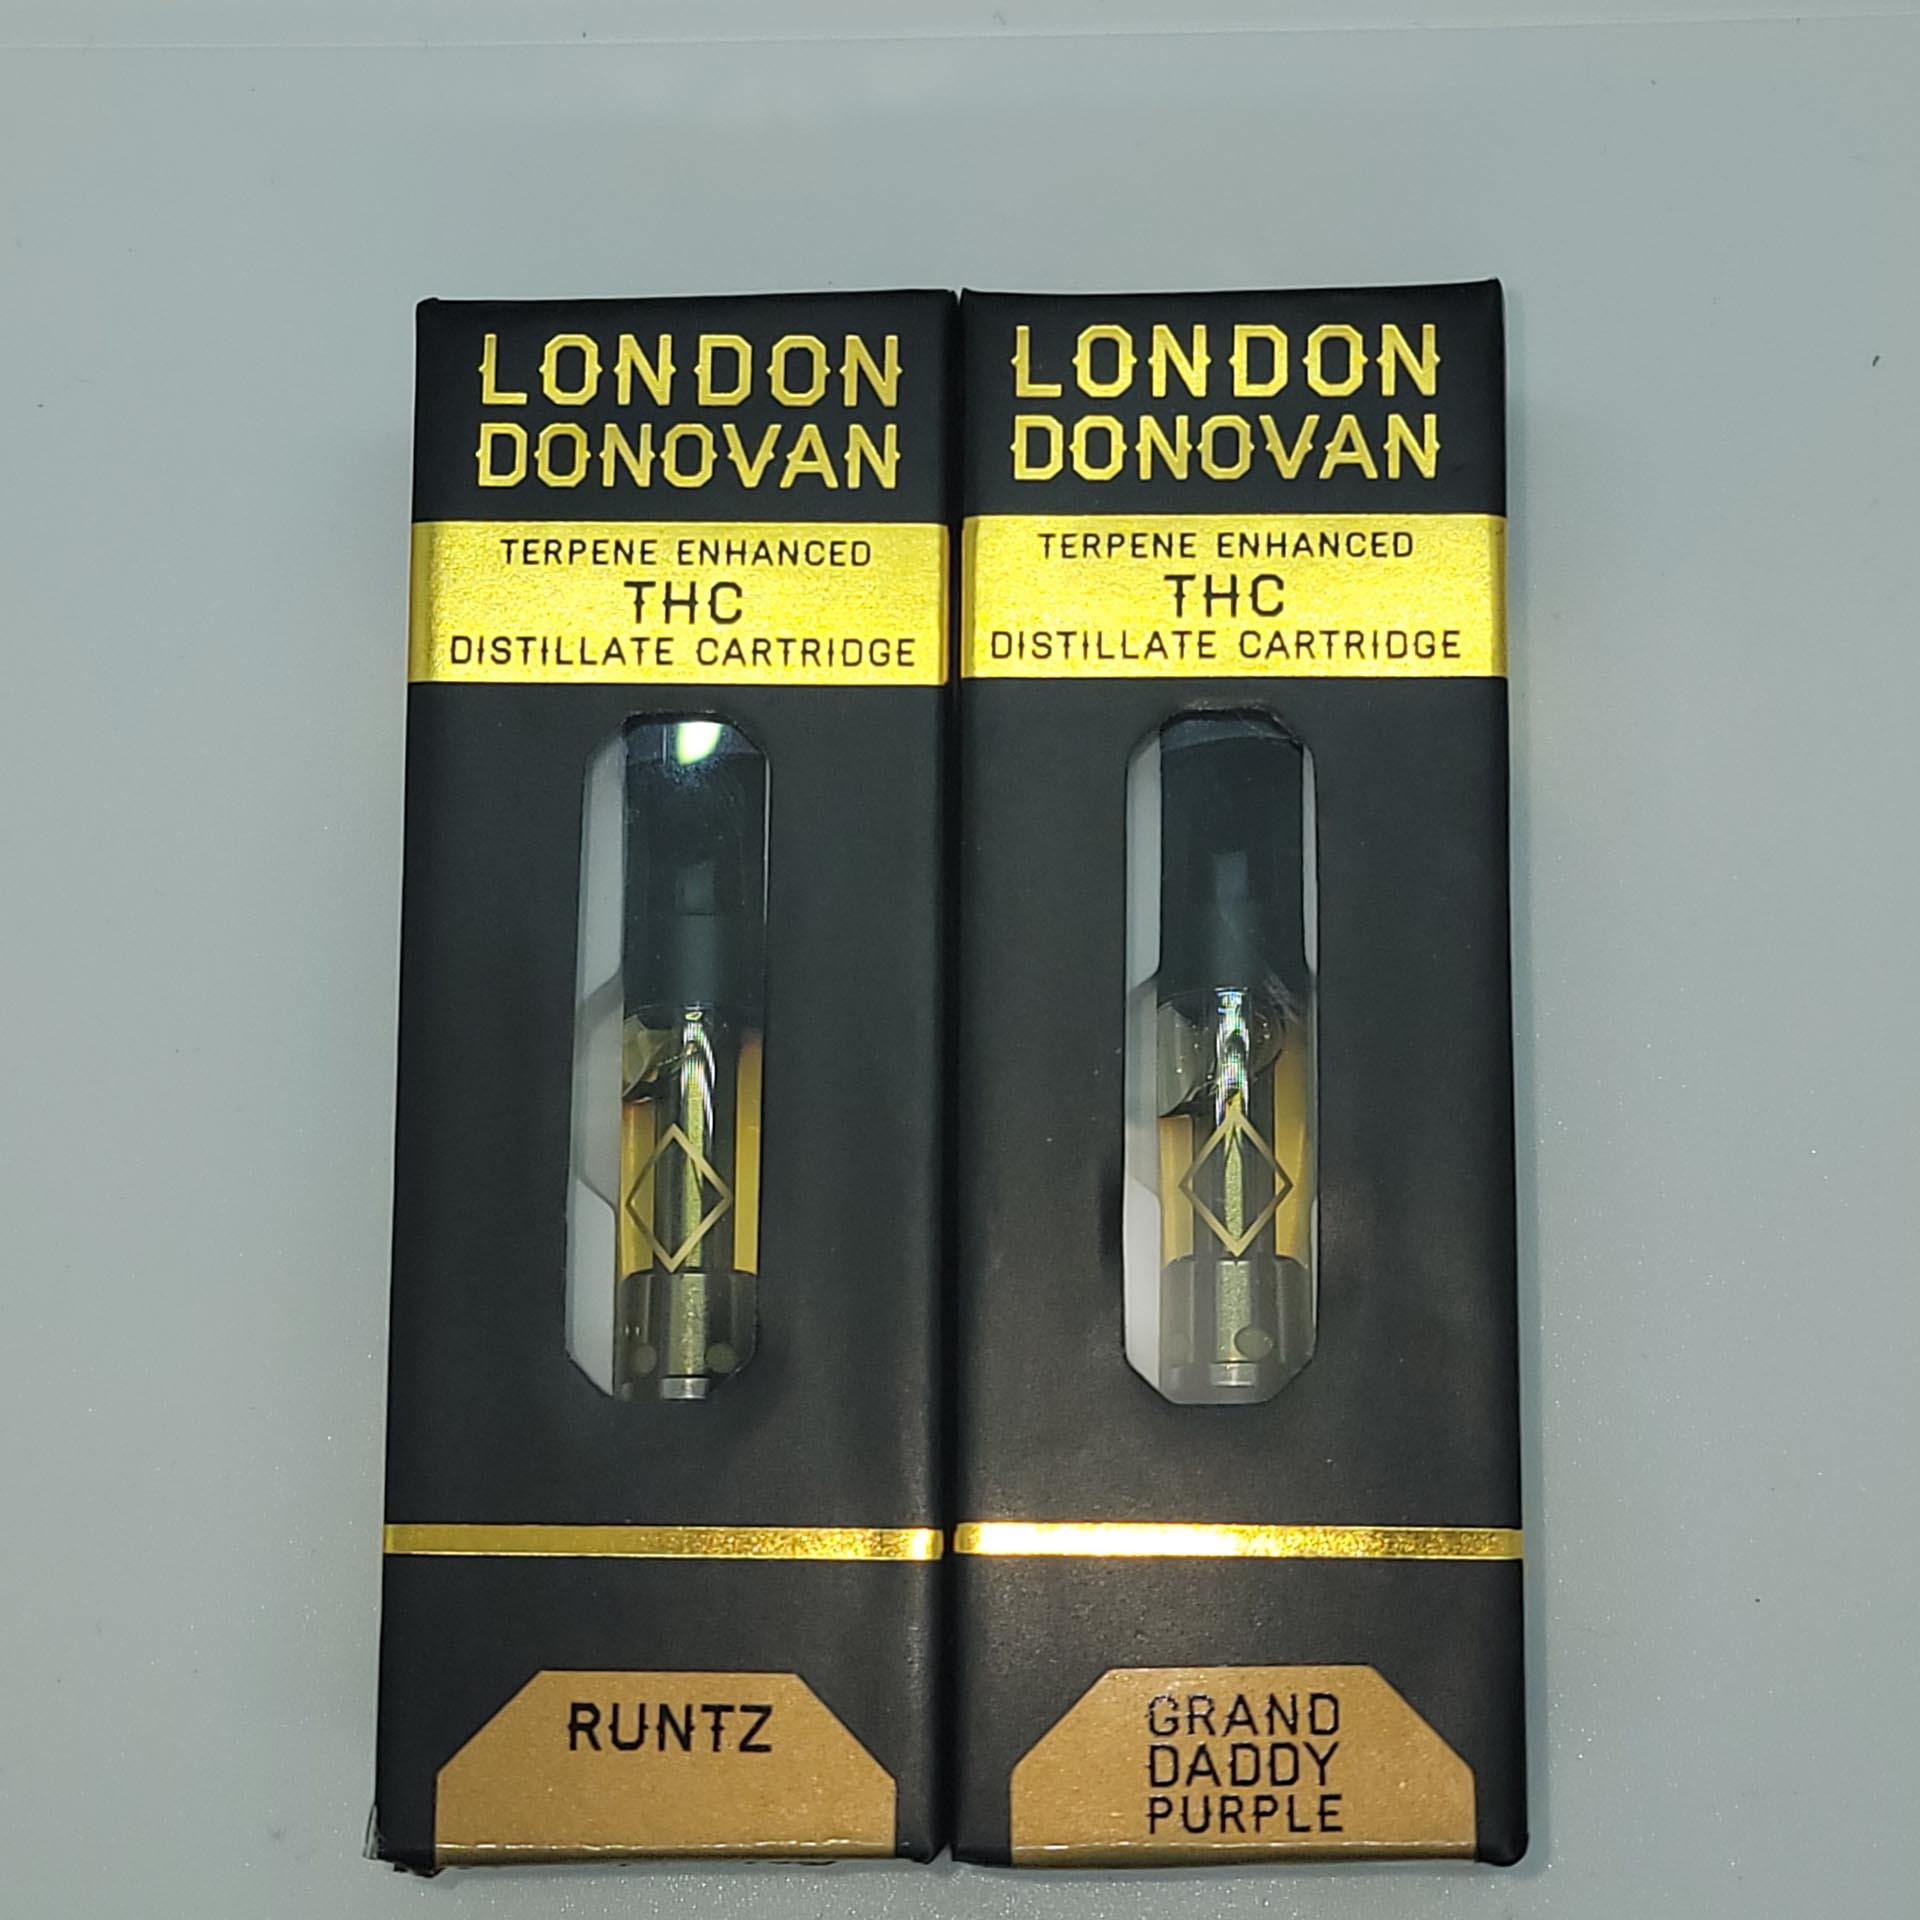 LONDON
DONOVAN
TERPENE ENHANCED
THC
DISTILLATE CARTRIDGE
RUNTZ
LONDON
DONOVAN
TERPENE ENHANCED
THC
DISTILLATE CARTRIDGE
GRAND
DADDY
PURPLE